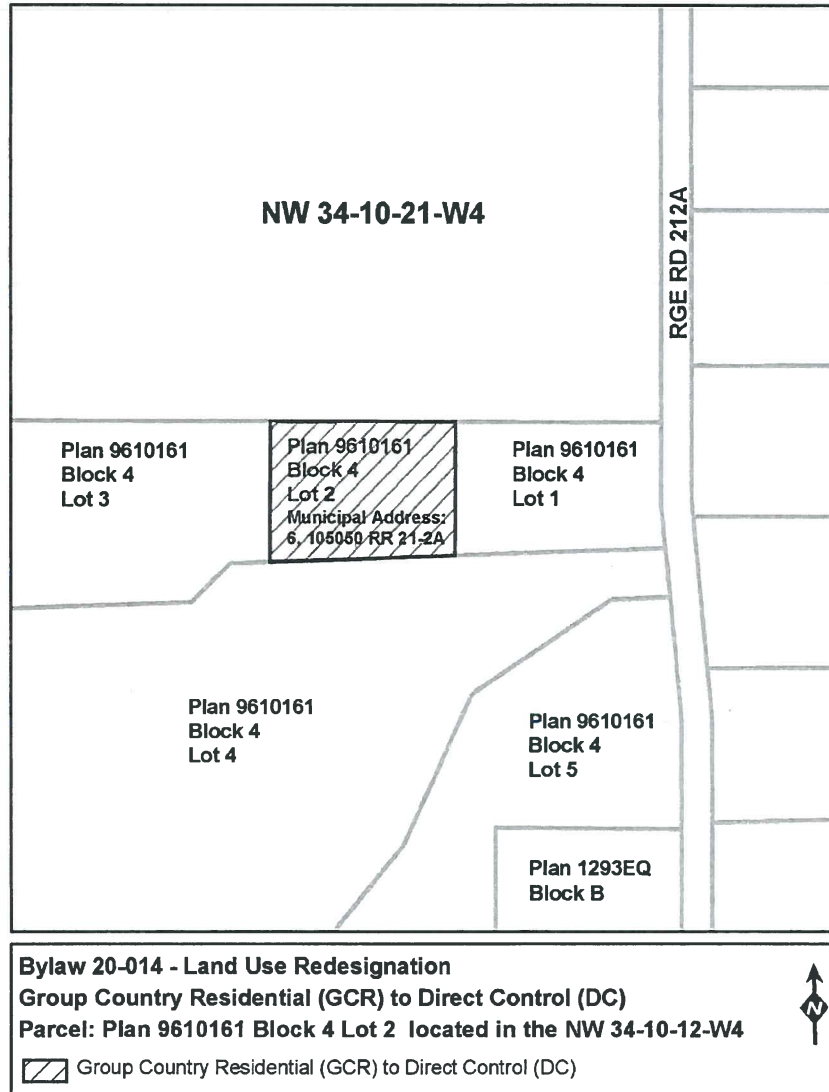 NW 34-10-21-W4
RGE RD 212A
Plan 9610161
Block 4
Lot 3
Plan 9610161
Block 4
Lot 2
Municipal Address:
6, 105050 RR 21-2A
Plan 9610161
Block 4
Lot 1
Plan 9610161
Block 4
Lot 4
Plan 9610161
Block 4
Lot 5
Plan 1293EQ
Block B
Bylaw 20-014 - Land Use Redesignation
Group Country Residential (GCR) to Direct Control (DC)
Parcel: Plan 9610161 Block 4 Lot 2 located in the NW 34-10-12-W4
N
Group Country Residential (GCR) to Direct Control (DC)